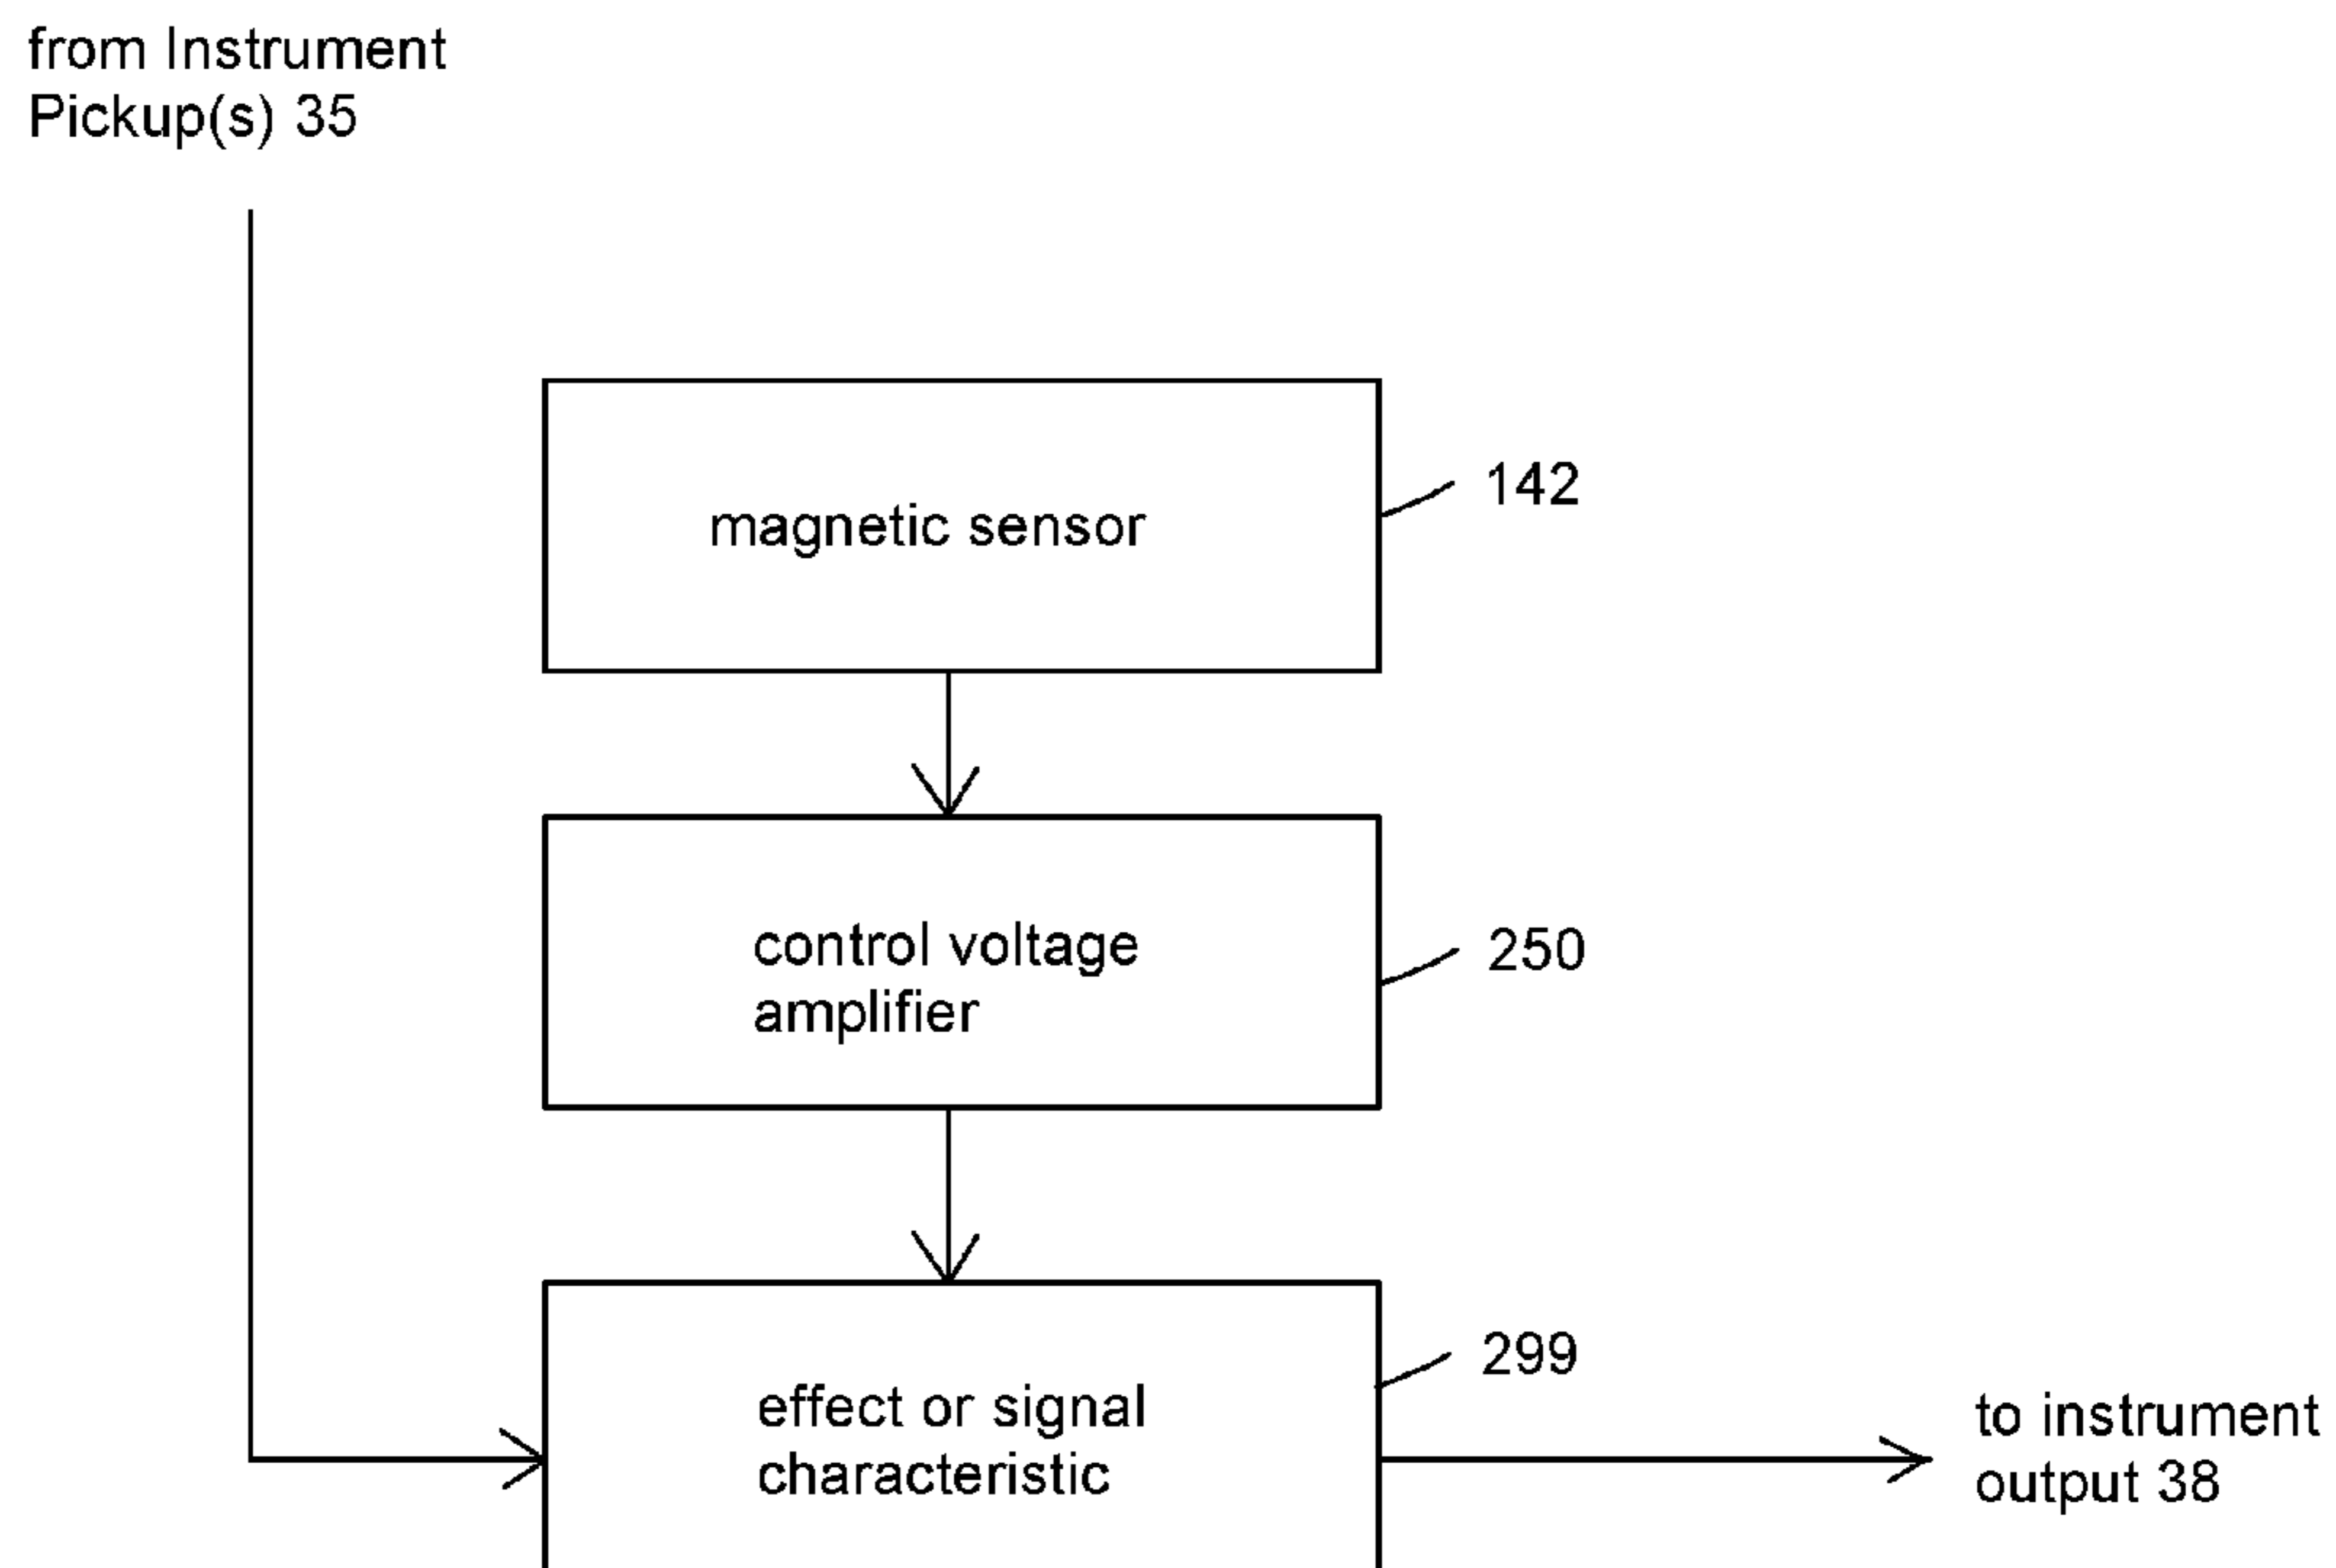 from Instrument
Pickup(s) 35
magnetic sensor
142
control voltage
amplifier
250
effect or signal
characteristic
299
to instrument
output 38